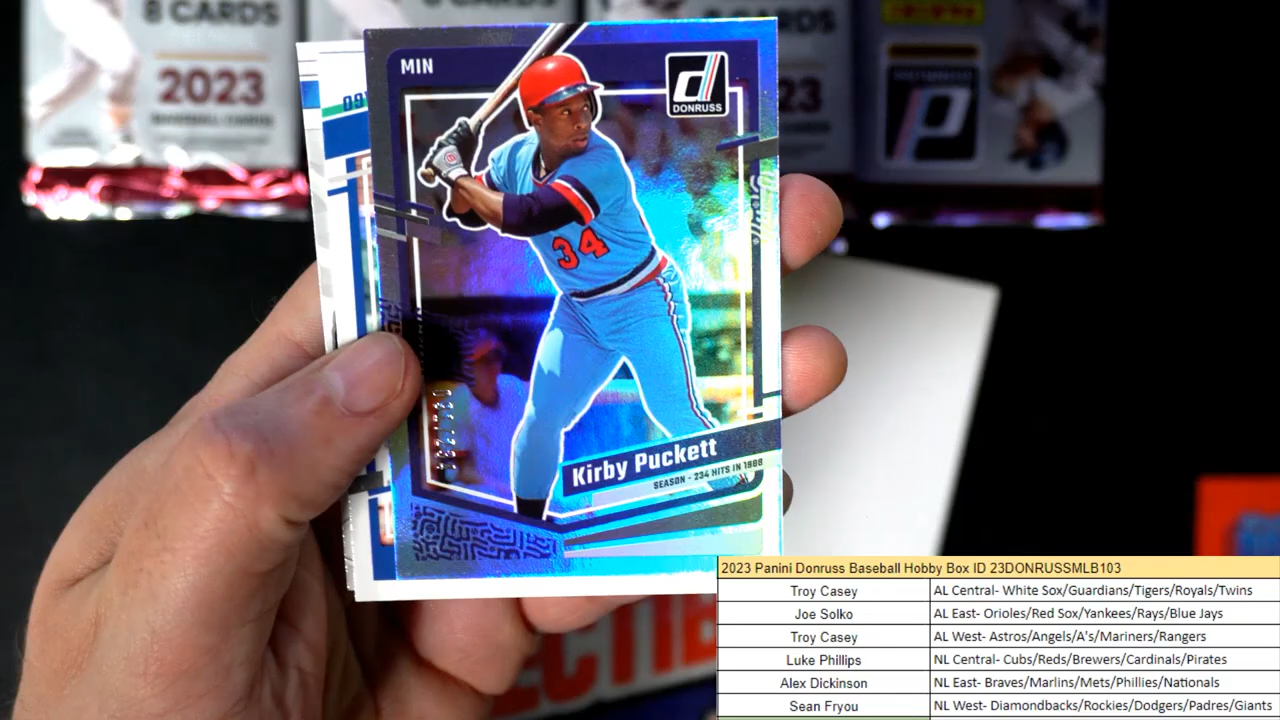 8 CARDS
2023
BASEBALL CARDS
8 CARDS
23
MIN
DONRUSS
34
Kirby Puckett
SEASON - 234 HITS IN 1988
2023 Panini Donruss Baseball Hobby Box ID 23DONRUSSMLB103
Troy Casey AL Central- White Sox/Guardians/Tigers/Royals/Twins
Joe Solko AL East- Orioles/Red Sox/Yankees/Rays/Blue Jays
Troy Casey AL West- Astros/Angels/A's/Mariners/Rangers
Luke Phillips NL Central- Cubs/Reds/Brewers/Cardinals/Pirates
Alex Dickinson NL East- Braves/Marlins/Mets/Phillies/Nationals
Sean Fryou NL West- Diamondbacks/Rockies/Dodgers/Padres/Giants